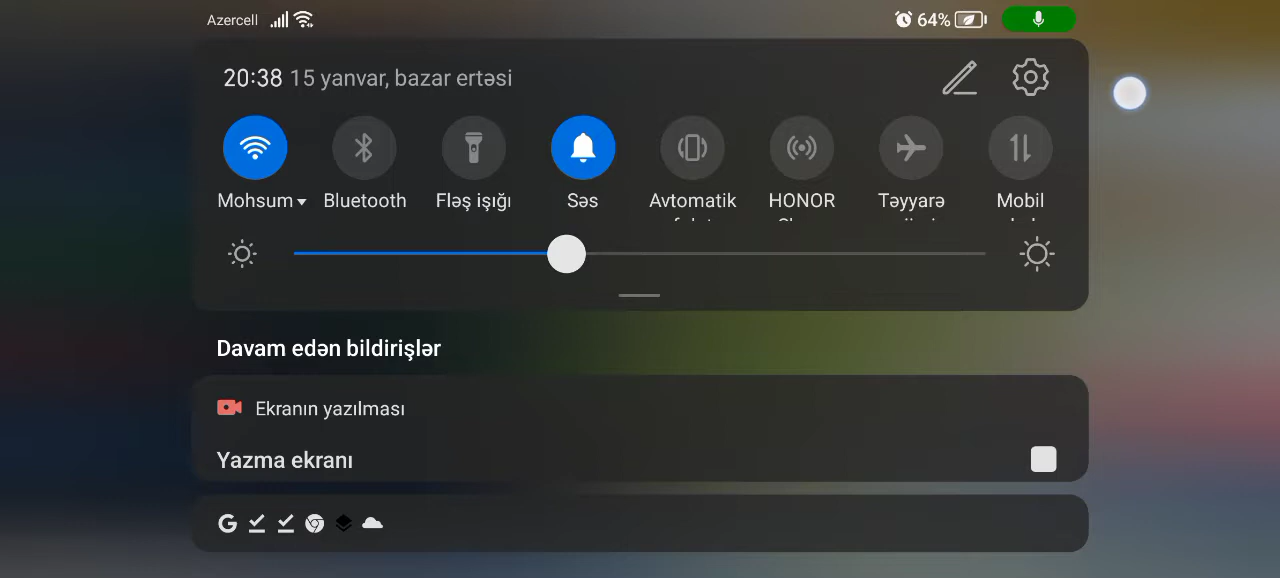 Azercell 64%
20:38 15 yanvar, bazar ertəsi
Mohsum Bluetooth Fləş işığı Səs Avtomatik HONOR Təyyarə Mobil
Davam edən bildirişlər
Ekranın yazılması
Yazma ekranı